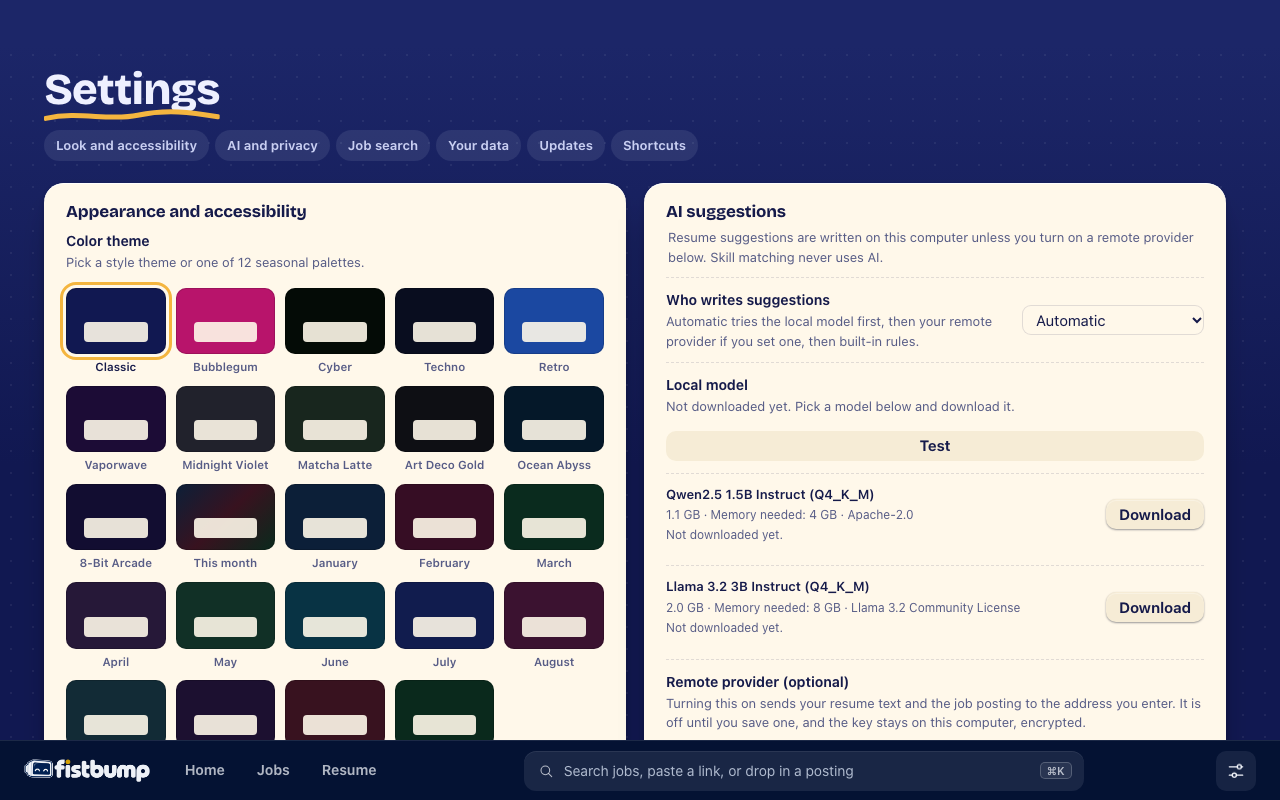 Settings
Look and accessibility
AI and privacy
Job search
Your data
Updates
Shortcuts
Appearance and accessibility
Color theme
Pick a style theme or one of 12 seasonal palettes.
Classic
Bubblegum
Cyber
Techno
Retro
Vaporwave
Midnight Violet
Matcha Latte
Art Deco Gold
Ocean Abyss
8-Bit Arcade
This month
January
February
March
April
May
June
July
August
AI suggestions
Resume suggestions are written on this computer unless you turn on a remote provider
below. Skill matching never uses AI.
Who writes suggestions
Automatic tries the local model first, then your remote
provider if you set one, then built-in rules.
Automatic
Local model
Not downloaded yet. Pick a model below and download it.
Test
Qwen2.5 1.5B Instruct (Q4_K_M)
1.1 GB · Memory needed: 4 GB · Apache-2.0
Not downloaded yet.
Download
Llama 3.2 3B Instruct (Q4_K_M)
2.0 GB · Memory needed: 8 GB · Llama 3.2 Community License
Not downloaded yet.
Download
Remote provider (optional)
Turning this on sends your resume text and the job posting to the address you enter. It is
off until you save one, and the key stays on this computer, encrypted.
fistbump
Home
Jobs
Resume
Search jobs, paste a link, or drop in a posting
⌘K